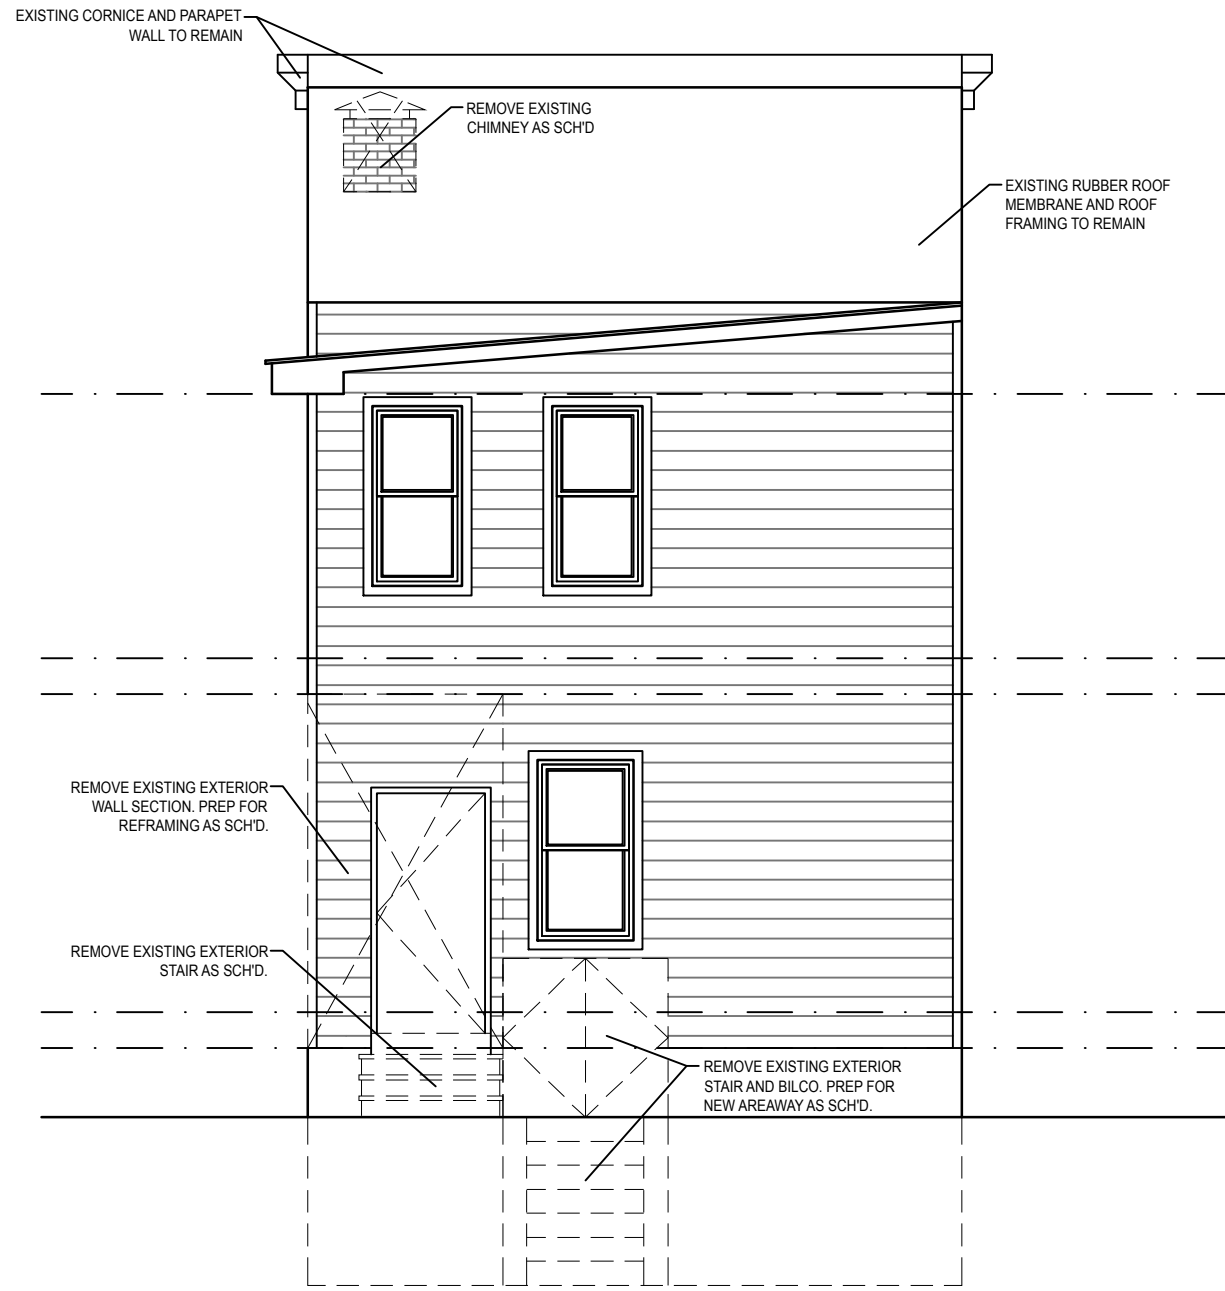 EXISTING CORNICE AND PARAPET
WALL TO REMAIN
REMOVE EXISTING
CHIMNEY AS SCH'D
EXISTING RUBBER ROOF
MEMBRANE AND ROOF
FRAMING TO REMAIN
REMOVE EXISTING EXTERIOR
WALL SECTION. PREP FOR
REFRAMING AS SCH'D.
REMOVE EXISTING EXTERIOR
STAIR AS SCH'D.
REMOVE EXISTING EXTERIOR
STAIR AND BILCO. PREP FOR
NEW AREAWAY AS SCH'D.